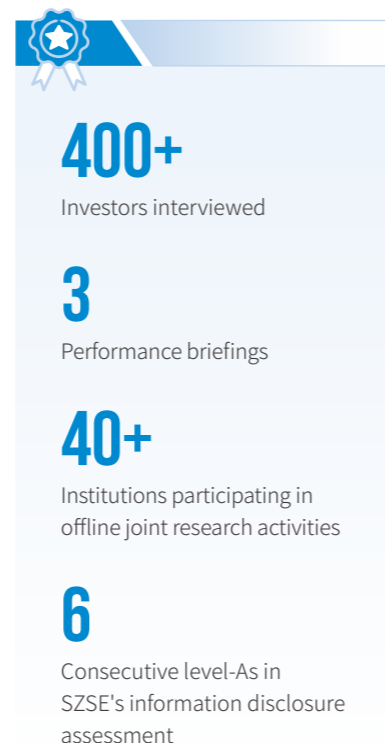 400+
Investors interviewed
3
Performance briefings
40+
Institutions participating in
offline joint research activities
6
Consecutive level-As in
SZSE's information disclosure
assessment